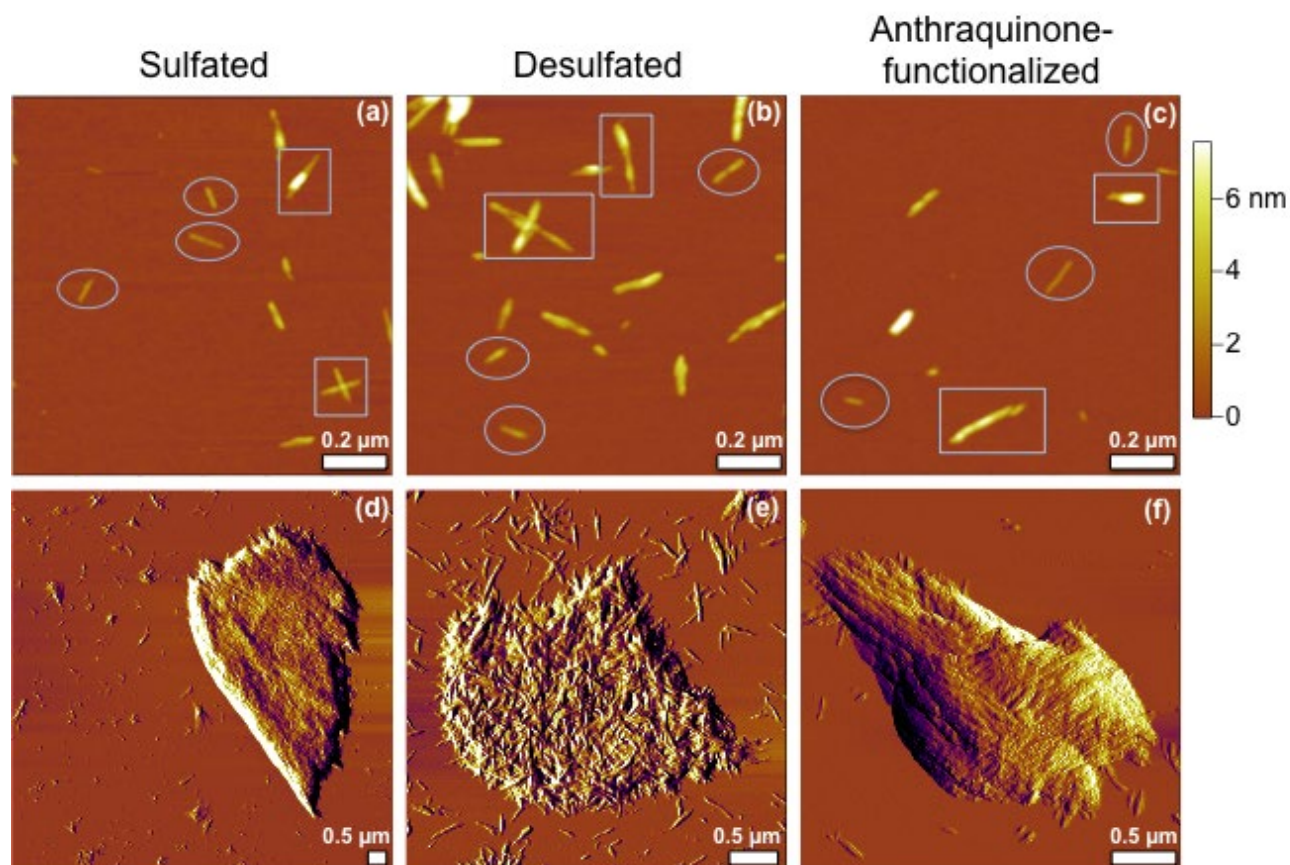 Sulfated
Desulfated
Anthraquinone-
functionalized
(a)
(b)
(c)
6 nm
4
2
0
0.2 µm
0.2 µm
0.2 µm
(d)
(e)
(f)
0.5 µm
0.5 µm
0.5 µm